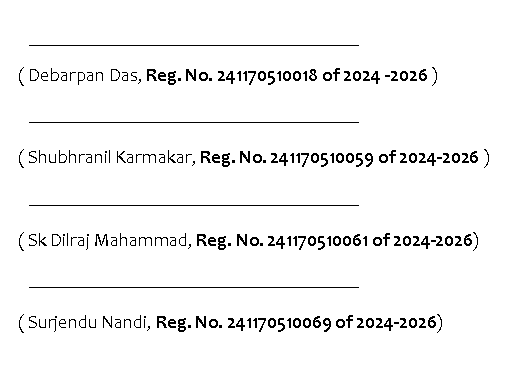 ( Debarpan Das, Reg. No. 241170510018 of 2024 -2026 )
( Shubhranil Karmakar, Reg. No. 241170510059 of 2024-2026 )
( Sk Dilraj Mahammad, Reg. No. 241170510061 of 2024-2026)
( Surjendu Nandi, Reg. No. 241170510069 of 2024-2026)